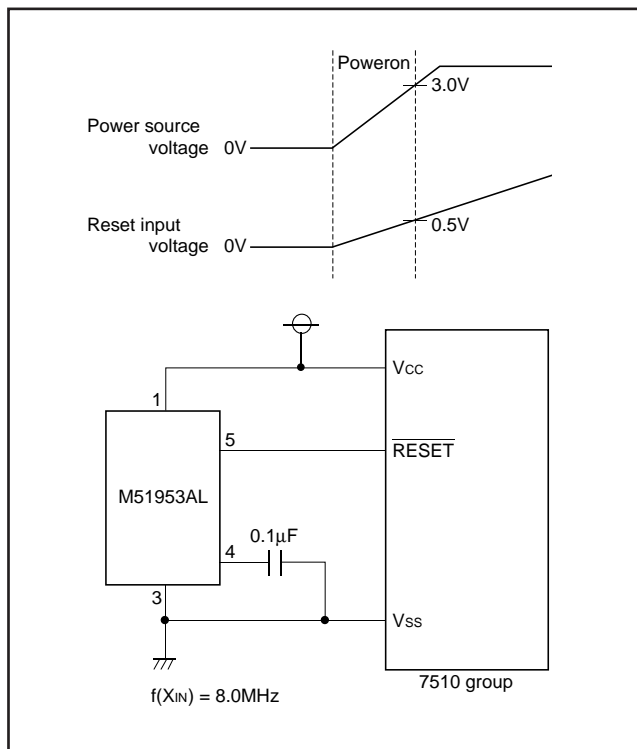 Poweron
3.0V
Power source
voltage 0V
Reset input
voltage 0V
0.5V
1
VCC
5
RESET
M51953AL
4
0.1μF
3
VSS
7510 group
f(XIN) = 8.0MHz